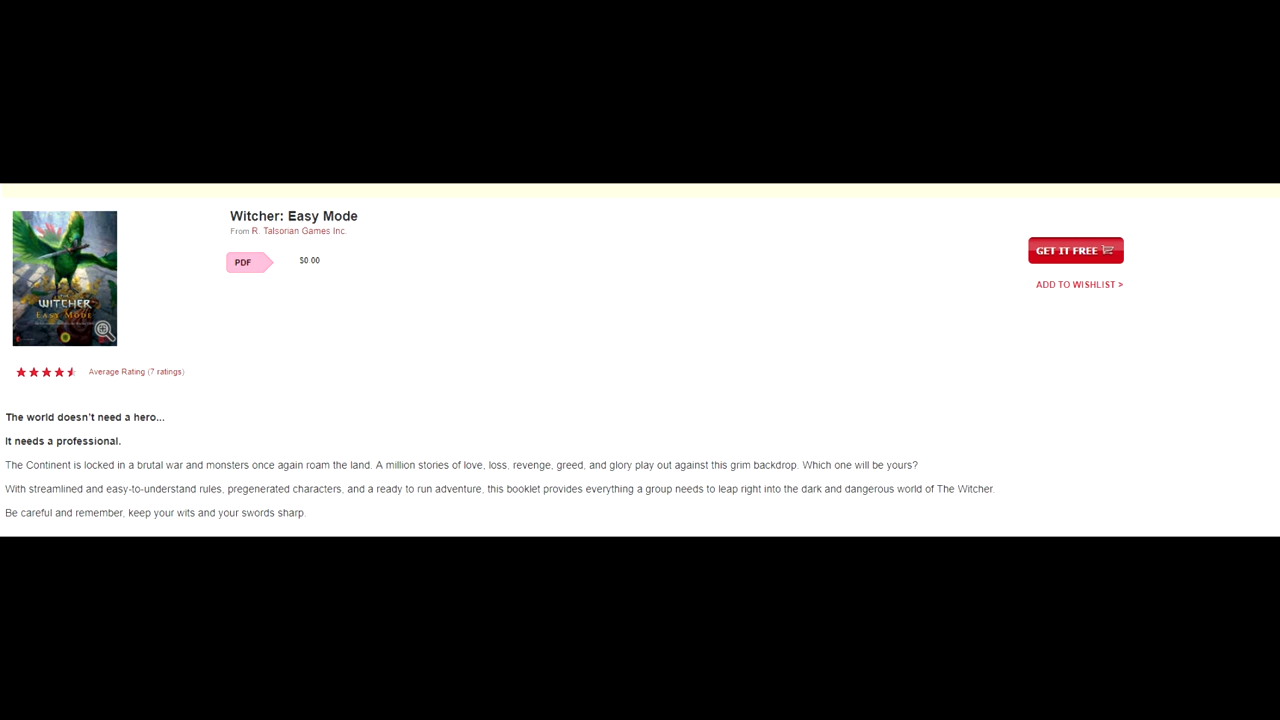 Witcher: Easy Mode
From R. Talsorian Games Inc.
PDF
$0.00
GET IT FREE
ADD TO WISHLIST >
THE
WITCHER
EASY MODE
Average Rating (7 ratings)
The world doesn't need a hero...
It needs a professional.
The Continent is locked in a brutal war and monsters once again roam the land. A million stories of love, loss, revenge, greed, and glory play out against this grim backdrop. Which one will be yours?
With streamlined and easy-to-understand rules, pregenerated characters, and a ready to run adventure, this booklet provides everything a group needs to leap right into the dark and dangerous world of The Witcher.
Be careful and remember, keep your wits and your swords sharp.